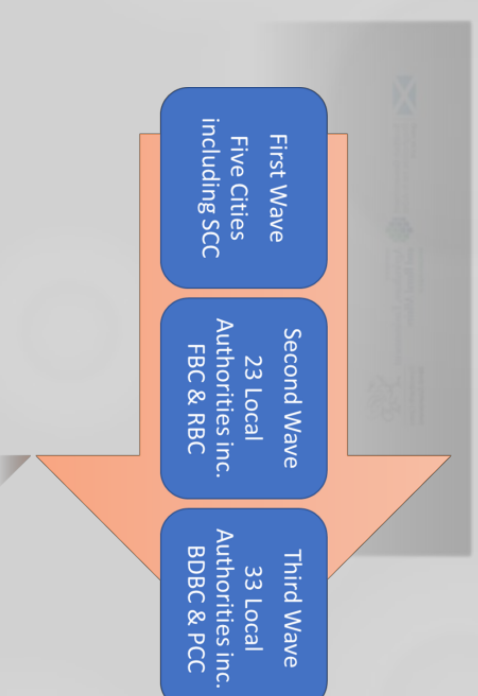 First Wave
Five Cities
including SCC
Second Wave
23 Local
Authorities inc.
FBC & RBC
Third Wave
33 Local
Authorities inc.
BDBC & PCC